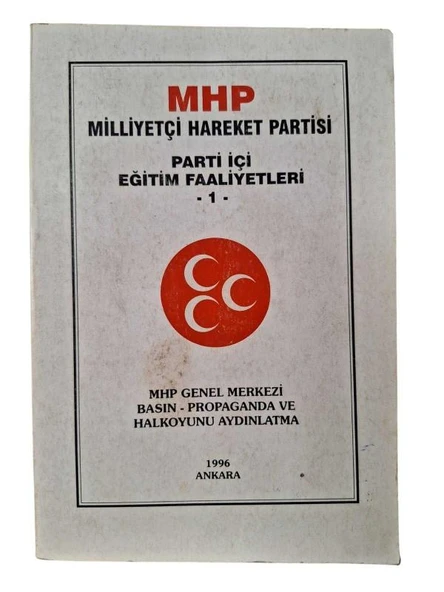 MHP
MİLLİYETÇİ HAREKET PARTİSİ
PARTİ İÇİ
EĞİTİM FAALİYETLERİ
- 1 -
MHP GENEL MERKEZİ
BASIN - PROPAGANDA VE
HALKOYUNU AYDINLATMA
1996
ANKARA